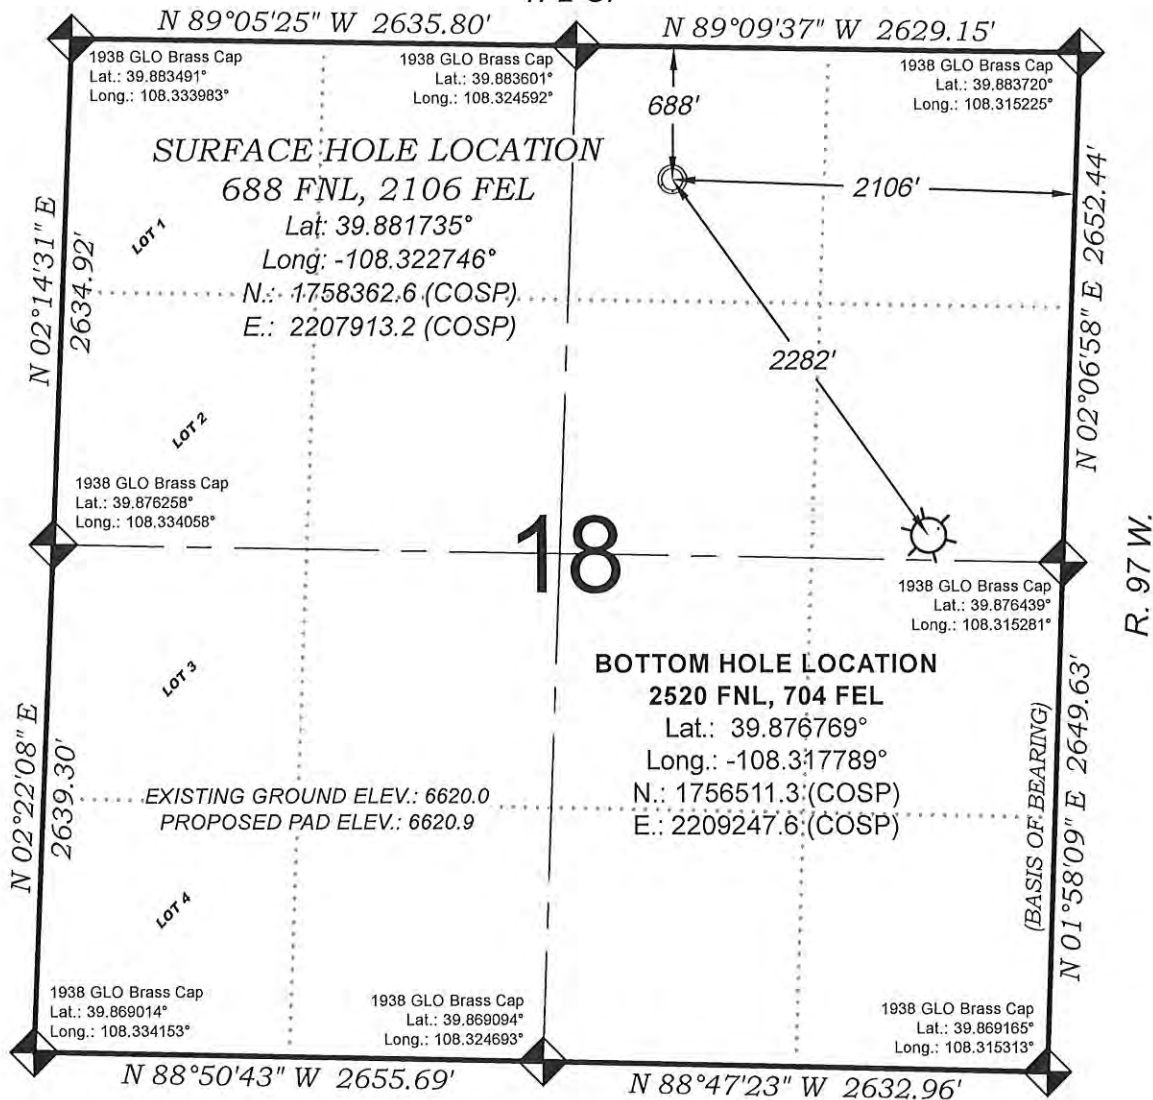 N 89°05'25" W 2635.80'
N 89°09'37" W 2629.15'
1938 GLO Brass Cap
Lat.: 39.883491°
Long.: 108.333983°
1938 GLO Brass Cap
Lat.: 39.883601°
Long.: 108.324592°
1938 GLO Brass Cap
Lat.: 39.883720°
Long.: 108.315225°
688'
SURFACE HOLE LOCATION
688 FNL, 2106 FEL
Lat: 39.881735°
Long: -108.322746°
N.: 1758362.6 (COSP)
E.: 2207913.2 (COSP)
2106'
N 02°14'31" E
2634.92'
LOT 1
N 02°06'58" E 2652.44'
2282'
LOT 2
1938 GLO Brass Cap
Lat.: 39.876258°
Long.: 108.334058°
18
1938 GLO Brass Cap
Lat.: 39.876439°
Long.: 108.315281°
R. 97 W.
BOTTOM HOLE LOCATION
2520 FNL, 704 FEL
Lat.: 39.876769°
Long.: -108.317789°
N.: 1756511.3 (COSP)
E.: 2209247.6 (COSP)
LOT 3
N 02°22'08" E
2639.30'
EXISTING GROUND ELEV.: 6620.0
PROPOSED PAD ELEV.: 6620.9
(BASIS OF BEARING)
N 01°58'09" E 2649.63'
LOT 4
1938 GLO Brass Cap
Lat.: 39.869014°
Long.: 108.334153°
1938 GLO Brass Cap
Lat.: 39.869094°
Long.: 108.324693°
1938 GLO Brass Cap
Lat.: 39.869165°
Long.: 108.315313°
N 88°50'43" W 2655.69'
N 88°47'23" W 2632.96'